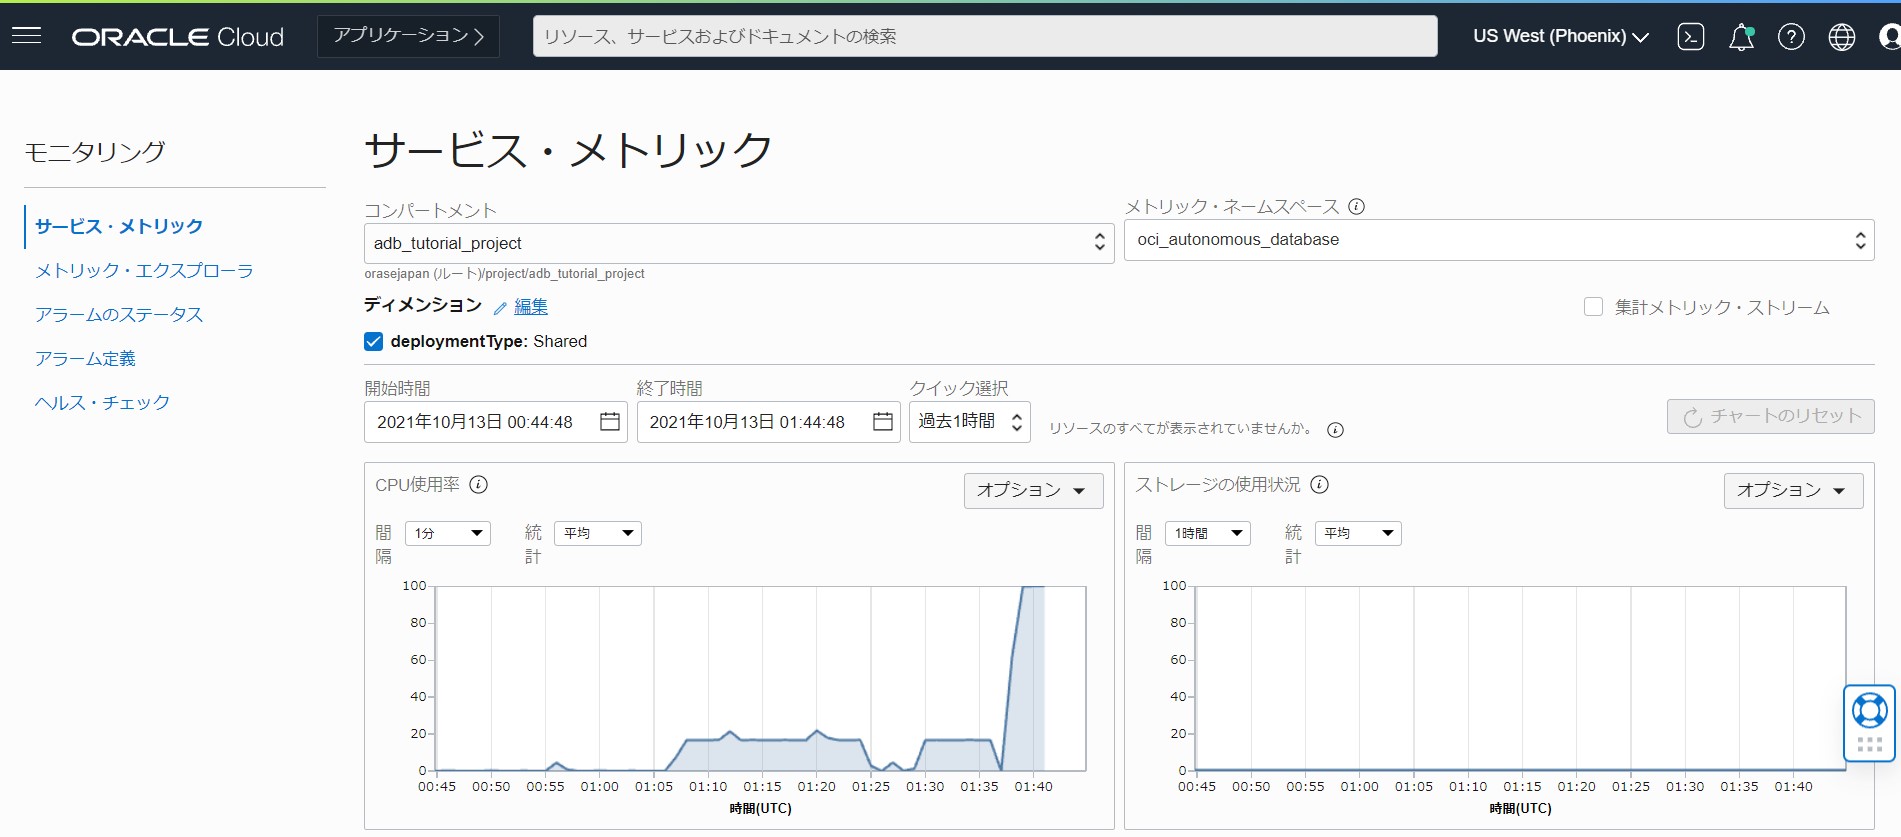 ORACLE Cloud
アプリケーション
リソース、サービスおよびドキュメントの検索
US West (Phoenix)
モニタリング
サービス・メトリック
メトリック・エクスプローラ
アラームのステータス
アラーム定義
ヘルス・チェック
サービス・メトリック
コンパートメント
adb_tutorial_project
orasejapan (ルート)/project/adb_tutorial_project
メトリック・ネームスペース
oci_autonomous_database
ディメンション 編集
集計メトリック・ストリーム
deploymentType: Shared
開始時間
2021年10月13日 00:44:48
終了時間
2021年10月13日 01:44:48
クイック選択
過去1時間
リソースのすべてが表示されていませんか。
チャートのリセット
CPU使用率
オプション
間隔
1分
統計
平均
100
80
60
40
20
0
00:45 00:50 00:55 01:00 01:05 01:10 01:15 01:20 01:25 01:30 01:35 01:40
時間(UTC)
ストレージの使用状況
オプション
間隔
1時間
統計
平均
100
80
60
40
20
0
00:45 00:50 00:55 01:00 01:05 01:10 01:15 01:20 01:25 01:30 01:35 01:40
時間(UTC)